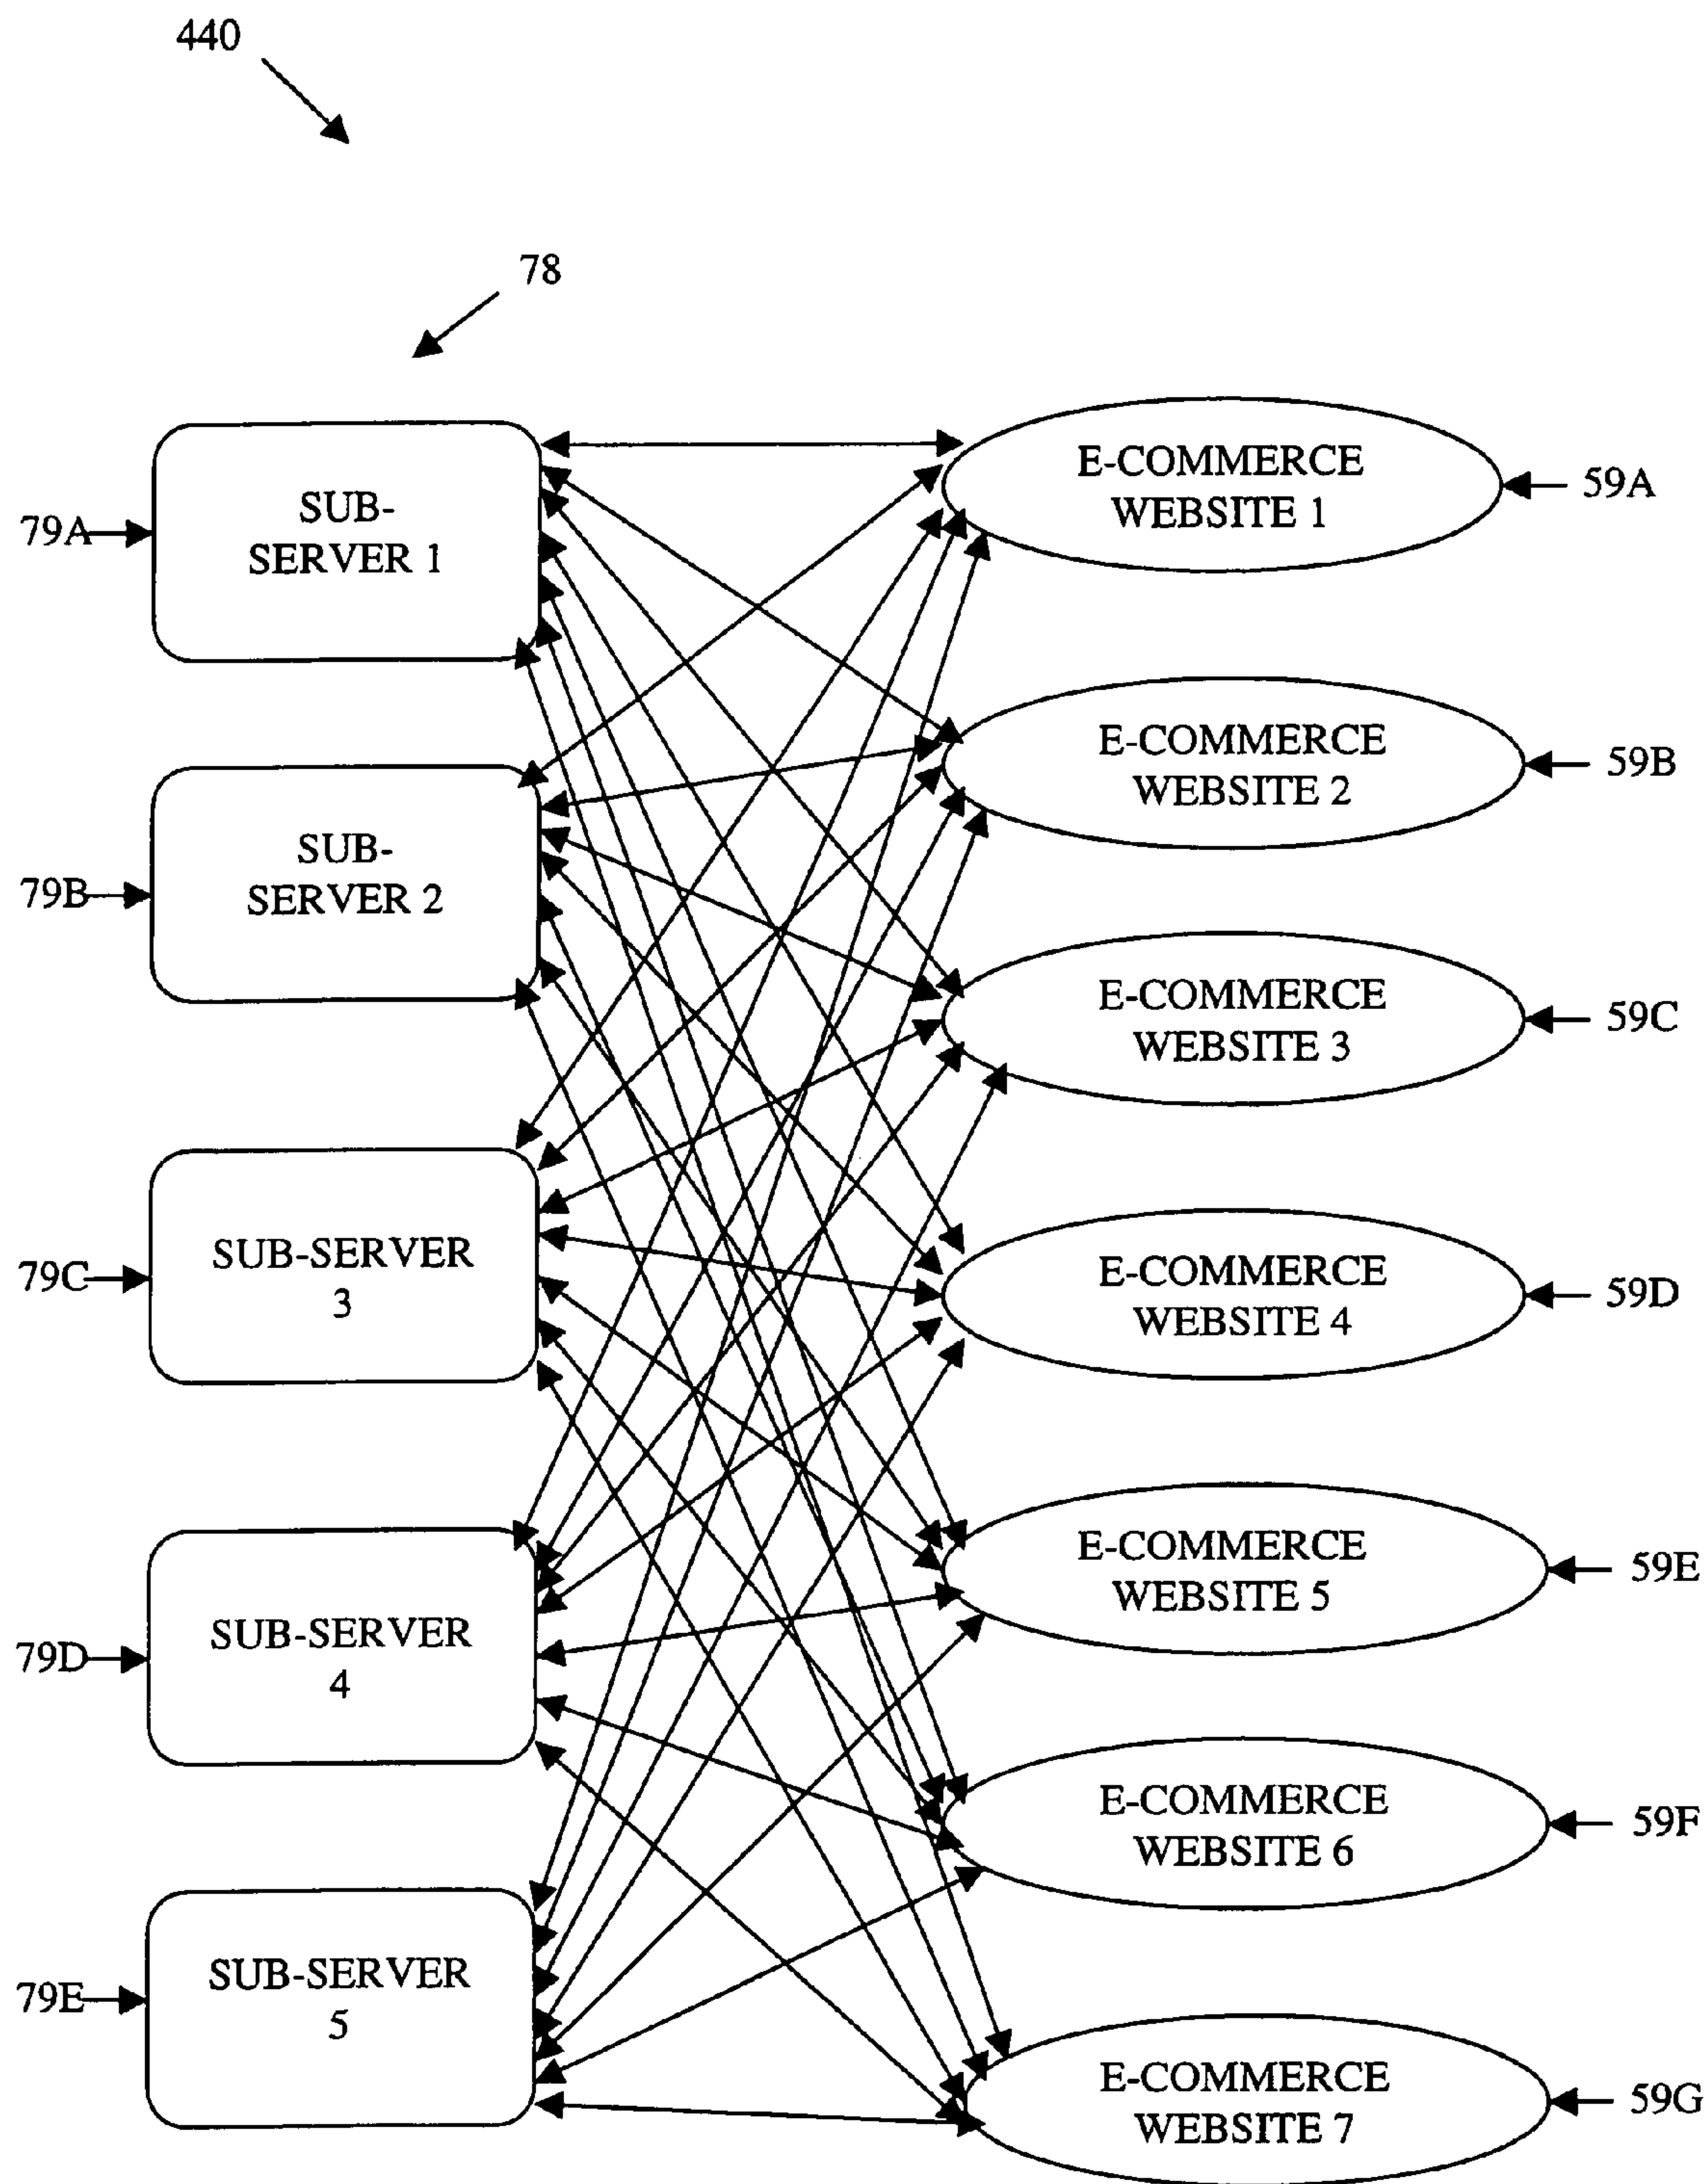 440
78
79A
SUB-
SERVER 1
E-COMMERCE
WEBSITE 1
59A
79B
SUB-
SERVER 2
E-COMMERCE
WEBSITE 2
59B
E-COMMERCE
WEBSITE 3
59C
79C
SUB-SERVER
3
E-COMMERCE
WEBSITE 4
59D
79D
SUB-SERVER
4
E-COMMERCE
WEBSITE 5
59E
E-COMMERCE
WEBSITE 6
59F
79E
SUB-SERVER
5
E-COMMERCE
WEBSITE 7
59G